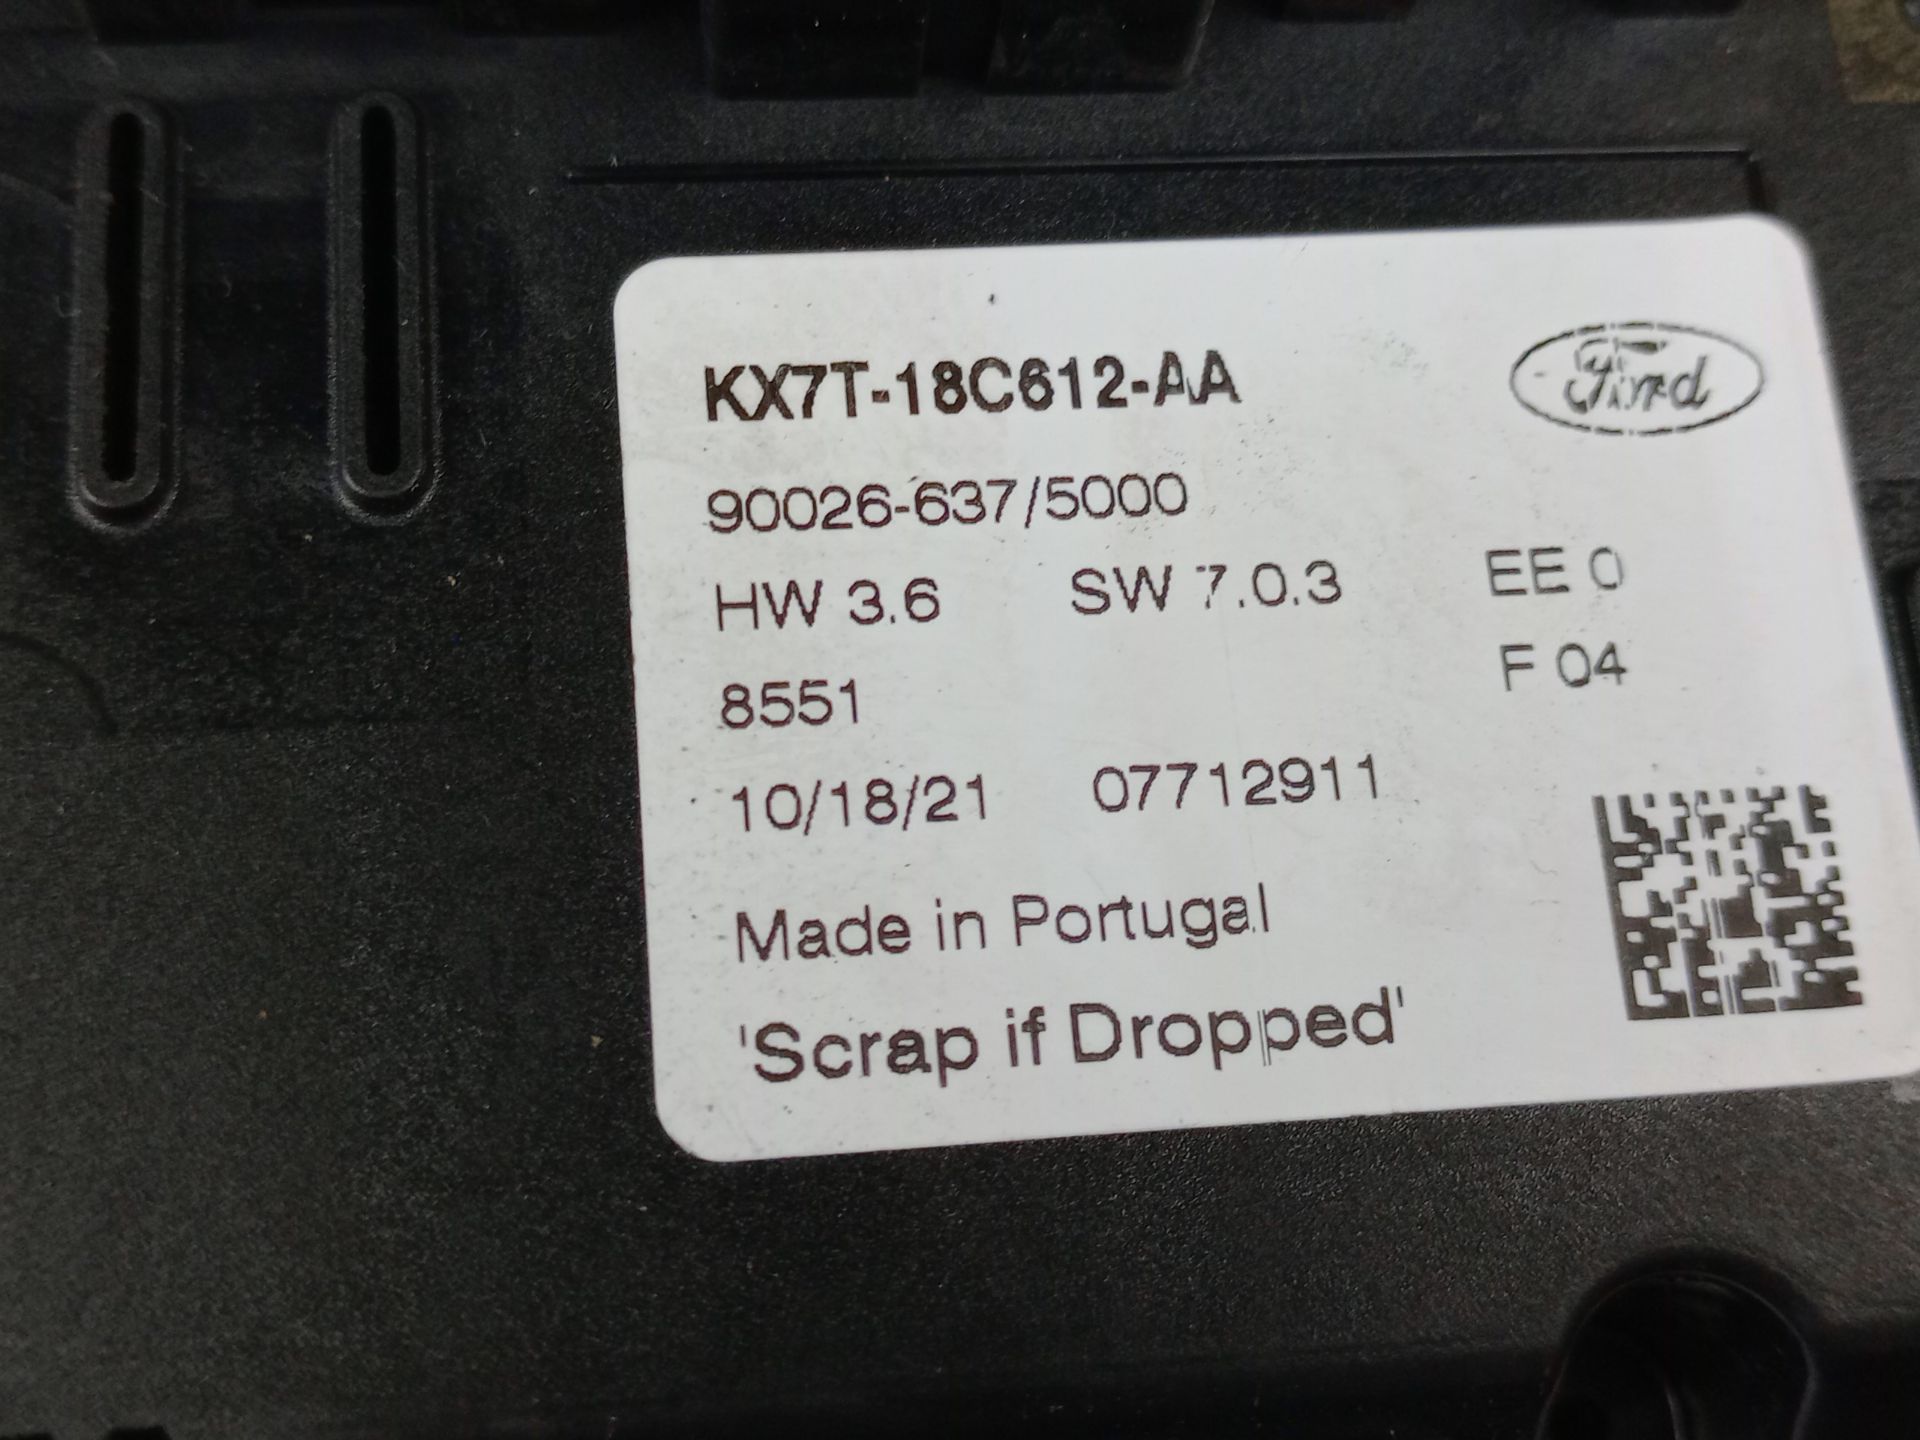 KX7T-18C612-AA
Ford
90026-637/5000
HW 3.6 SW 7.0.3 EE 0
8551 F 04
10/18/21 07712911
Made in Portugal
'Scrap if Dropped'